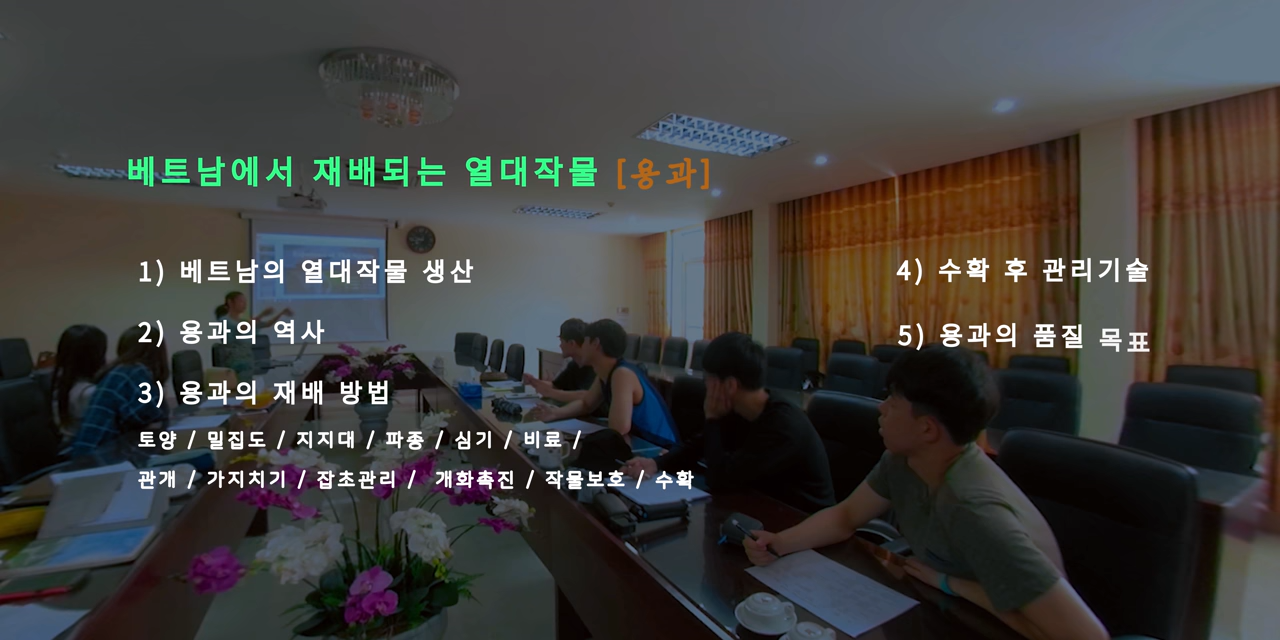 베트남에서 재배되는 열대작물 [용과]
1) 베트남의 열대작물 생산
2) 용과의 역사
3) 용과의 재배 방법
토양 / 밀집도 / 지지대 / 파종 / 심기 / 비료 /
관개 / 가지치기 / 잡초관리 / 개화촉진 / 작물보호 / 수확
4) 수확 후 관리기술
5) 용과의 품질 목표